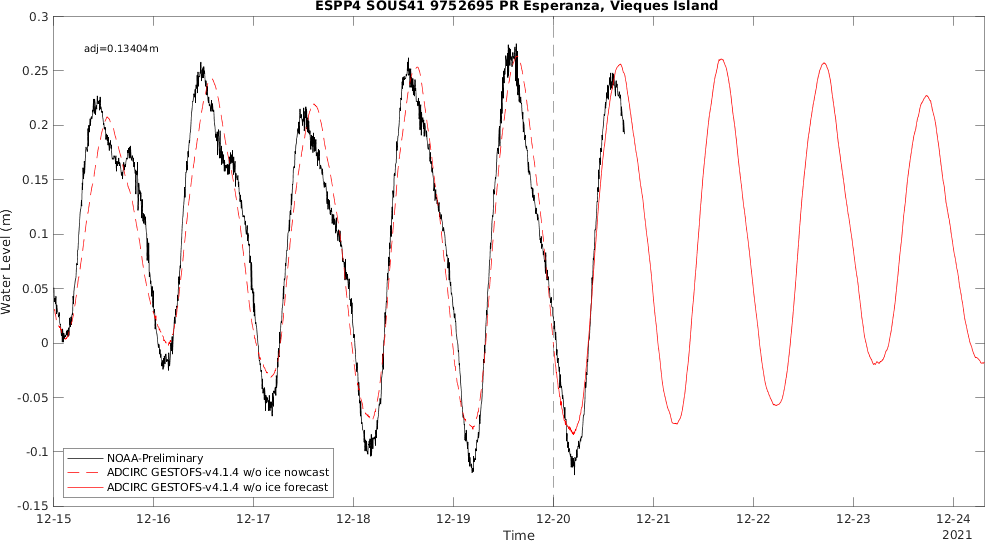 ESPP4 SOUS41 9752695 PR Esperanza, Vieques Island
adj=0.13404m
0.3
0.25
0.2
0.15
0.1
0.05
0
-0.05
-0.1
-0.15
Water Level (m)
NOAA-Preliminary
ADCIRC GESTOFS-v4.1.4 w/o ice nowcast
ADCIRC GESTOFS-v4.1.4 w/o ice forecast
12-15 12-16 12-17 12-18 12-19 12-20 12-21 12-22 12-23 12-24
Time
2021